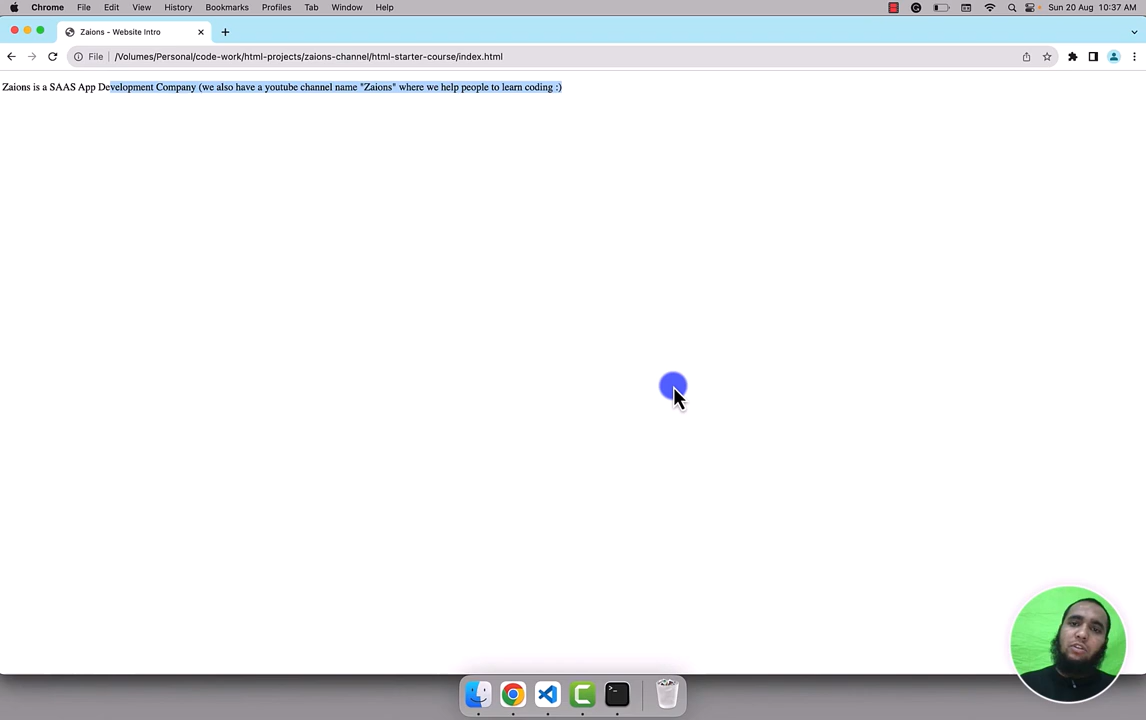 Chrome File Edit View History Bookmarks Profiles Tab Window Help Sun 20 Aug 10:37 AM
Zaions - Website Intro
File /Volumes/Personal/code-work/html-projects/zaions-channel/html-starter-course/index.html
Zaions is a SAAS App Development Company (we also have a youtube channel name "Zaions" where we help people to learn coding :)